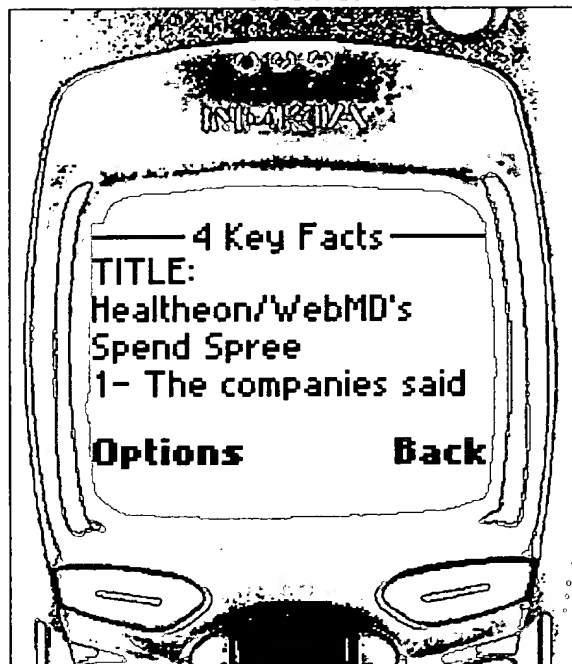 NOKIA
4 Key Facts
TITLE:
Healtheon/WebMD's
Spend Spree
1- The companies said
Options Back